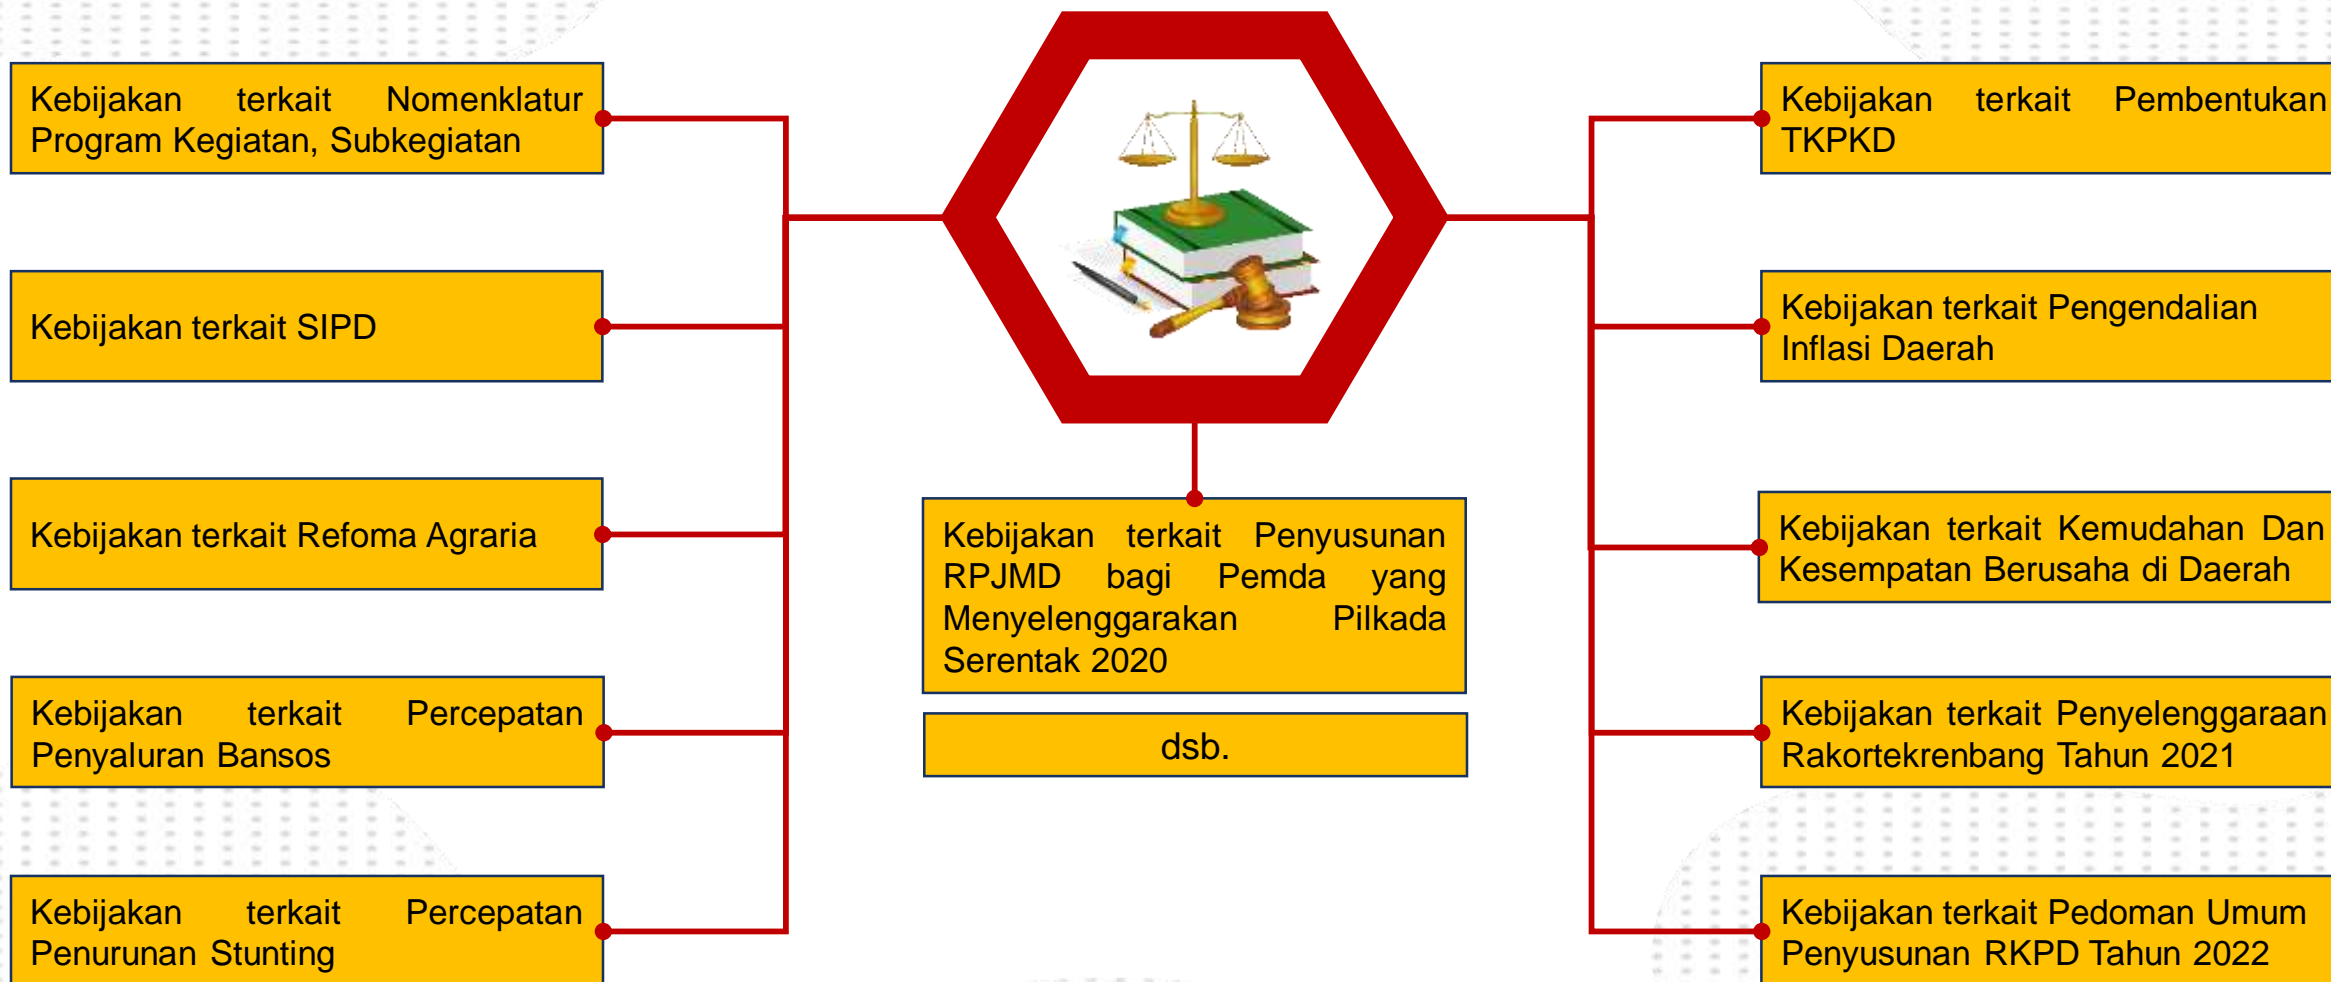 Kebijakan terkait Nomenklatur
Program Kegiatan, Subkegiatan
Kebijakan terkait SIPD
Kebijakan terkait Refoma Agraria
Kebijakan terkait Percepatan
Penyaluran Bansos
Kebijakan terkait Percepatan
Penurunan Stunting
Kebijakan terkait Penyusunan
RPJMD bagi Pemda yang
Menyelenggarakan Pilkada
Serentak 2020
dsb.
Kebijakan terkait Pembentukan
TKPKD
Kebijakan terkait Pengendalian
Inflasi Daerah
Kebijakan terkait Kemudahan Dan
Kesempatan Berusaha di Daerah
Kebijakan terkait Penyelenggaraan
Rakortekrenbang Tahun 2021
Kebijakan terkait Pedoman Umum
Penyusunan RKPD Tahun 2022